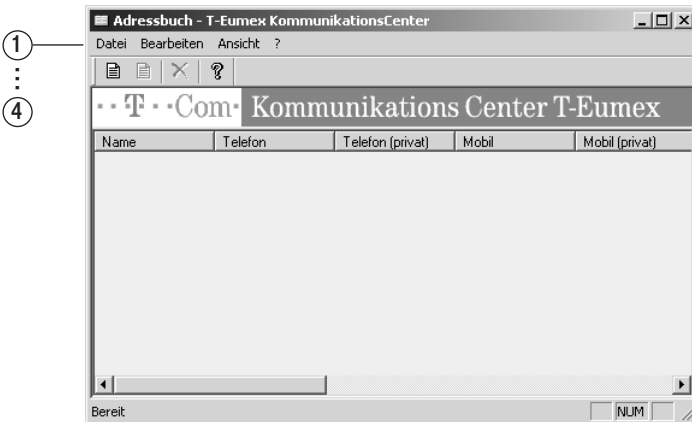 Adressbuch - T-Eumex KommunikationsCenter
1
Datei Bearbeiten Ansicht ?
4
··T··Com· Kommunikations Center T-Eumex
Name Telefon Telefon (privat) Mobil Mobil (privat)
Bereit NUM